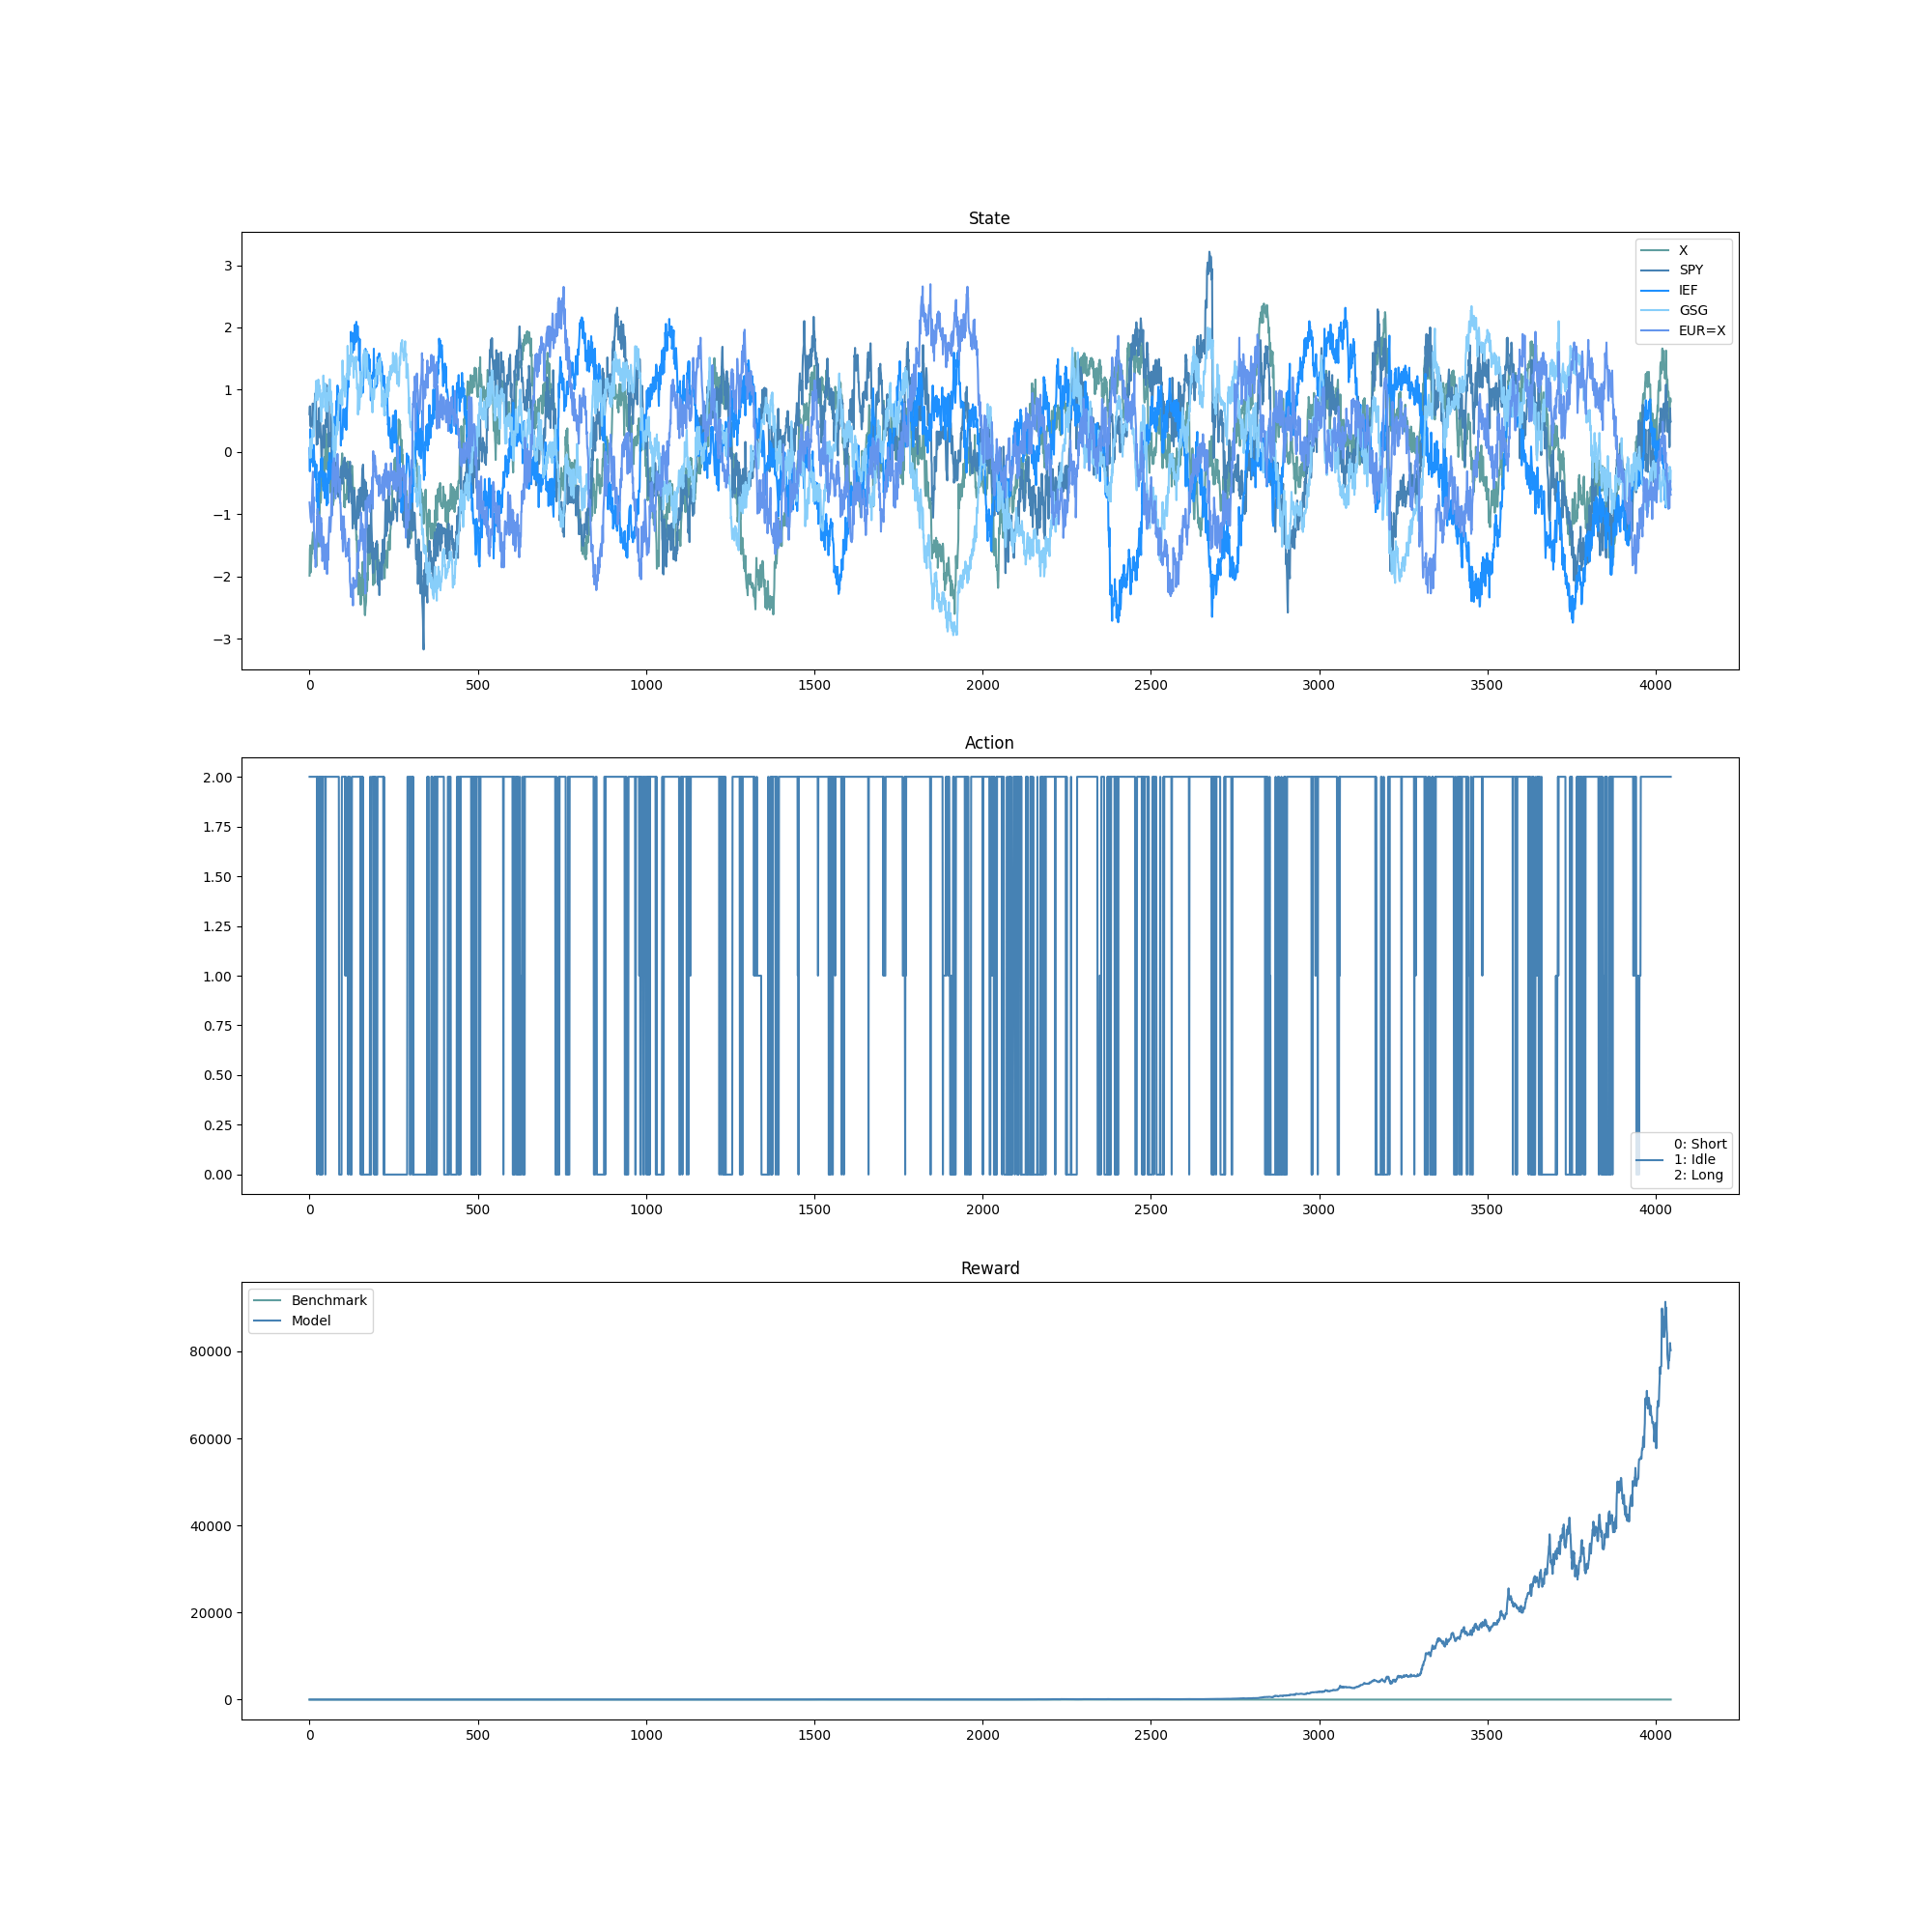 State
3
2
1
0
−1
−2
−3
X
SPY
IEF
GSG
EUR=X
0 500 1000 1500 2000 2500 3000 3500 4000
Action
2.00
1.75
1.50
1.25
1.00
0.75
0.50
0.25
0.00
0: Short
1: Idle
2: Long
0 500 1000 1500 2000 2500 3000 3500 4000
Reward
Benchmark
Model
80000
60000
40000
20000
0
0 500 1000 1500 2000 2500 3000 3500 4000